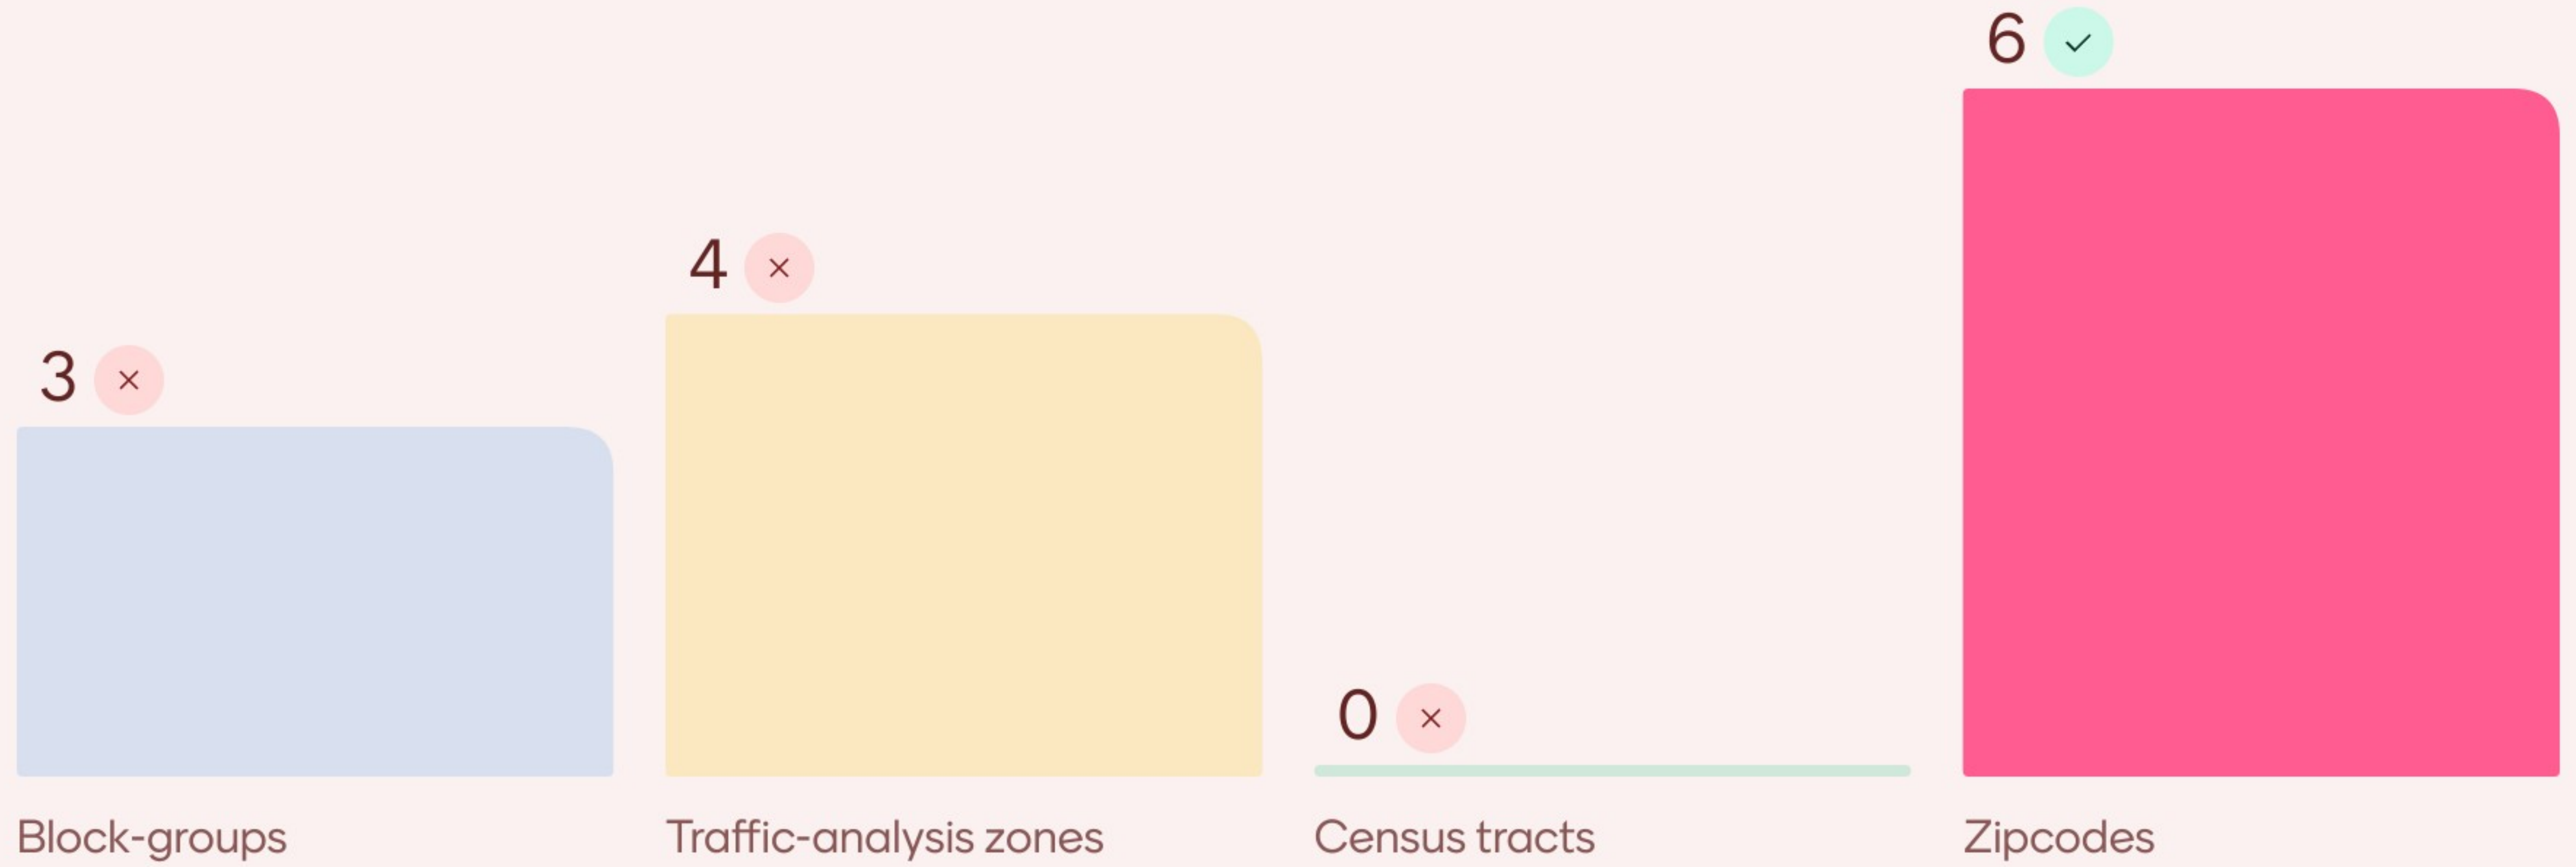 3
Block-groups
4
Traffic-analysis zones
0
Census tracts
6
Zipcodes